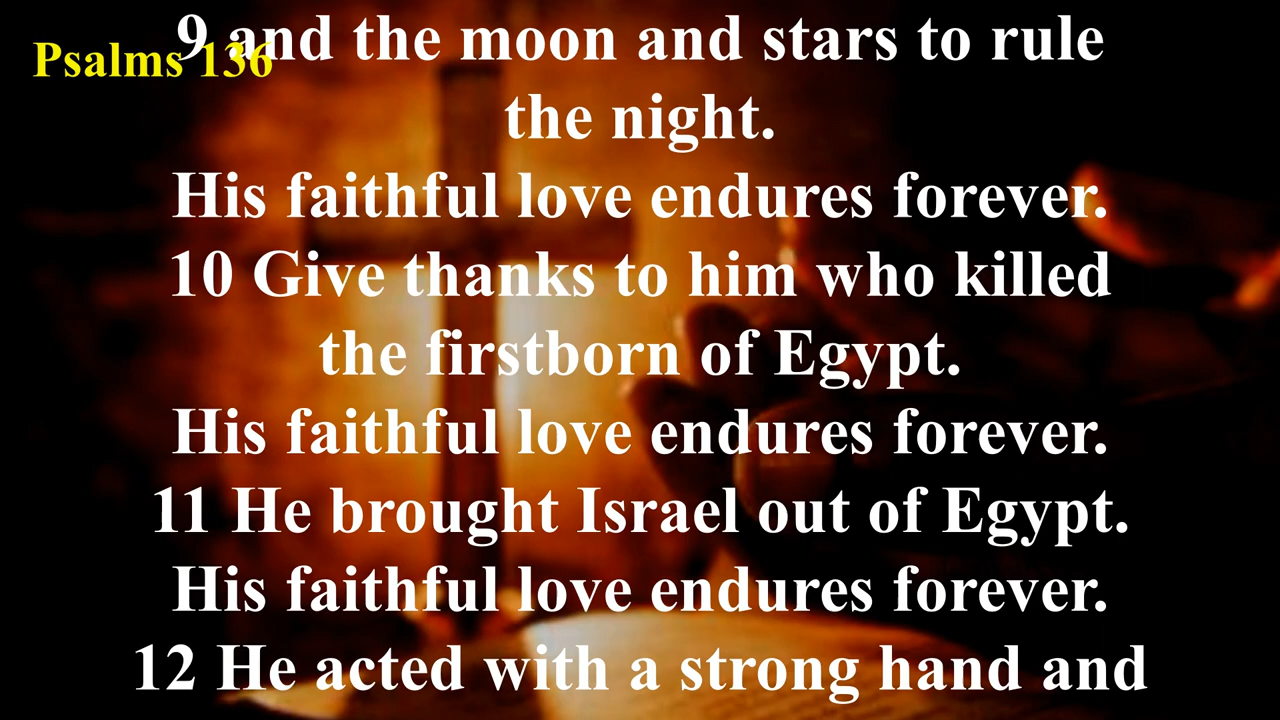 Psalms 136
9 and the moon and stars to rule
the night.
His faithful love endures forever.
10 Give thanks to him who killed
the firstborn of Egypt.
His faithful love endures forever.
11 He brought Israel out of Egypt.
His faithful love endures forever.
12 He acted with a strong hand and